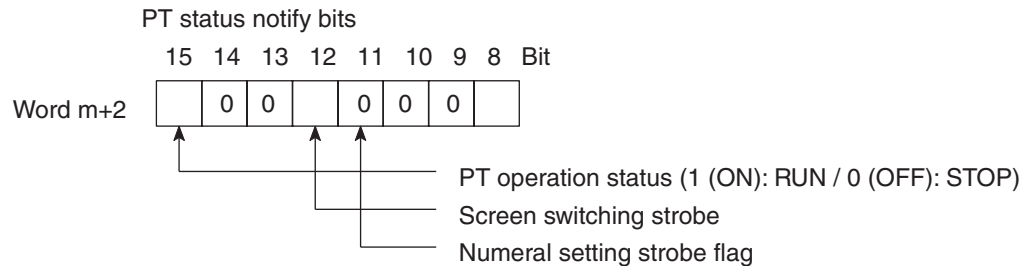 PT status notify bits
15 14 13 12 11 10 9 8 Bit
Word m+2 0 0 0 0 0
PT operation status (1 (ON): RUN / 0 (OFF): STOP)
Screen switching strobe
Numeral setting strobe flag